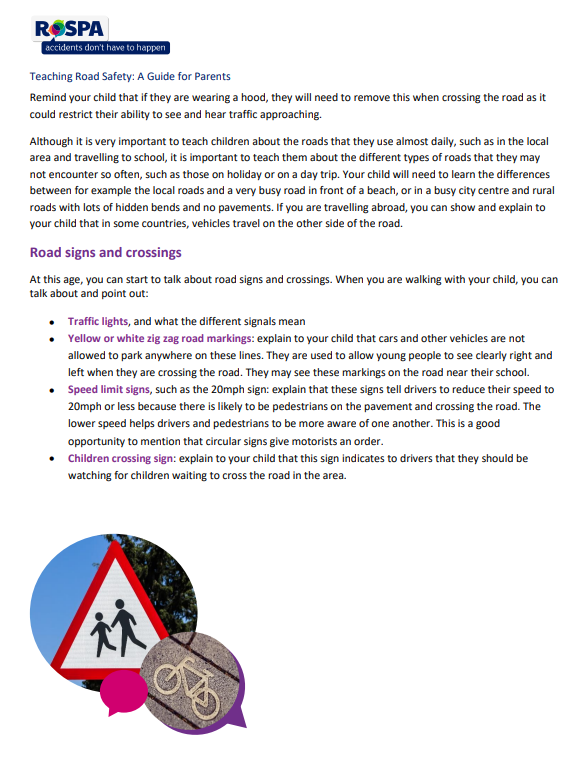 RoSPA
accidents don't have to happen
Teaching Road Safety: A Guide for Parents
Remind your child that if they are wearing a hood, they will need to remove this when crossing the road as it
could restrict their ability to see and hear traffic approaching.
Although it is very important to teach children about the roads that they use almost daily, such as in the local
area and travelling to school, it is important to teach them about the different types of roads that they may
not encounter so often, such as those on holiday or on a day trip. Your child will need to learn the differences
between for example the local roads and a very busy road in front of a beach, or in a busy city centre and rural
roads with lots of hidden bends and no pavements. If you are travelling abroad, you can show and explain to
your child that in some countries, vehicles travel on the other side of the road.
Road signs and crossings
At this age, you can start to talk about road signs and crossings. When you are walking with your child, you can
talk about and point out:
• Traffic lights, and what the different signals mean
• Yellow or white zig zag road markings: explain to your child that cars and other vehicles are not
allowed to park anywhere on these lines. They are used to allow young people to see clearly right and
left when they are crossing the road. They may see these markings on the road near their school.
• Speed limit signs, such as the 20mph sign: explain that these signs tell drivers to reduce their speed to
20mph or less because there is likely to be pedestrians on the pavement and crossing the road. The
lower speed helps drivers and pedestrians to be more aware of one another. This is a good
opportunity to mention that circular signs give motorists an order.
• Children crossing sign: explain to your child that this sign indicates to drivers that they should be
watching for children waiting to cross the road in the area.